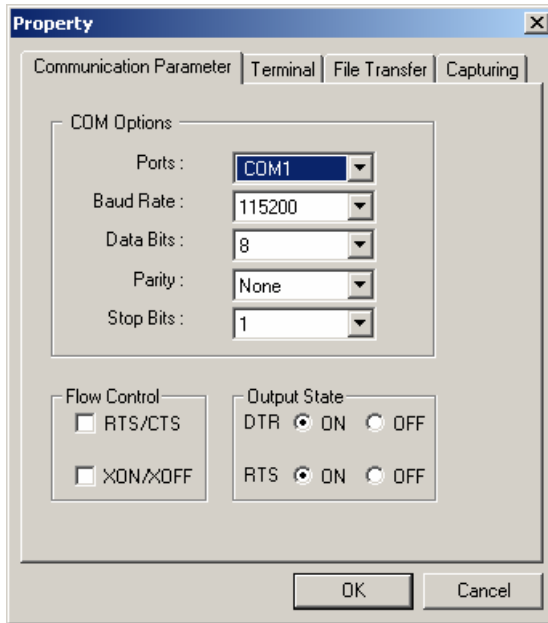 Property
Communication Parameter Terminal File Transfer Capturing
COM Options
Ports : COM1
Baud Rate : 115200
Data Bits : 8
Parity : None
Stop Bits : 1
Flow Control
RTS/CTS
XON/XOFF
Output State
DTR ON OFF
RTS ON OFF
OK Cancel